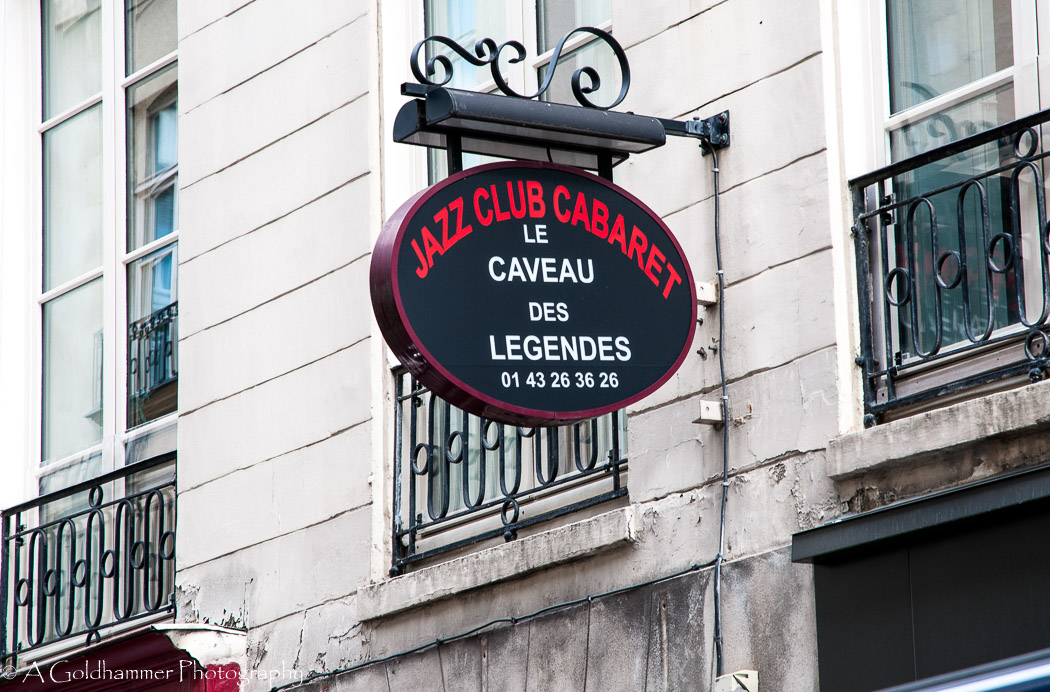 JAZZ CLUB CABARET
LE
CAVEAU
DES
LEGENDES
01 43 26 36 26
© A Goldhammer Photography